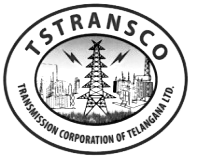 TSTRANSCO
TRANSMISSION CORPORATION OF TELANGANA LTD.